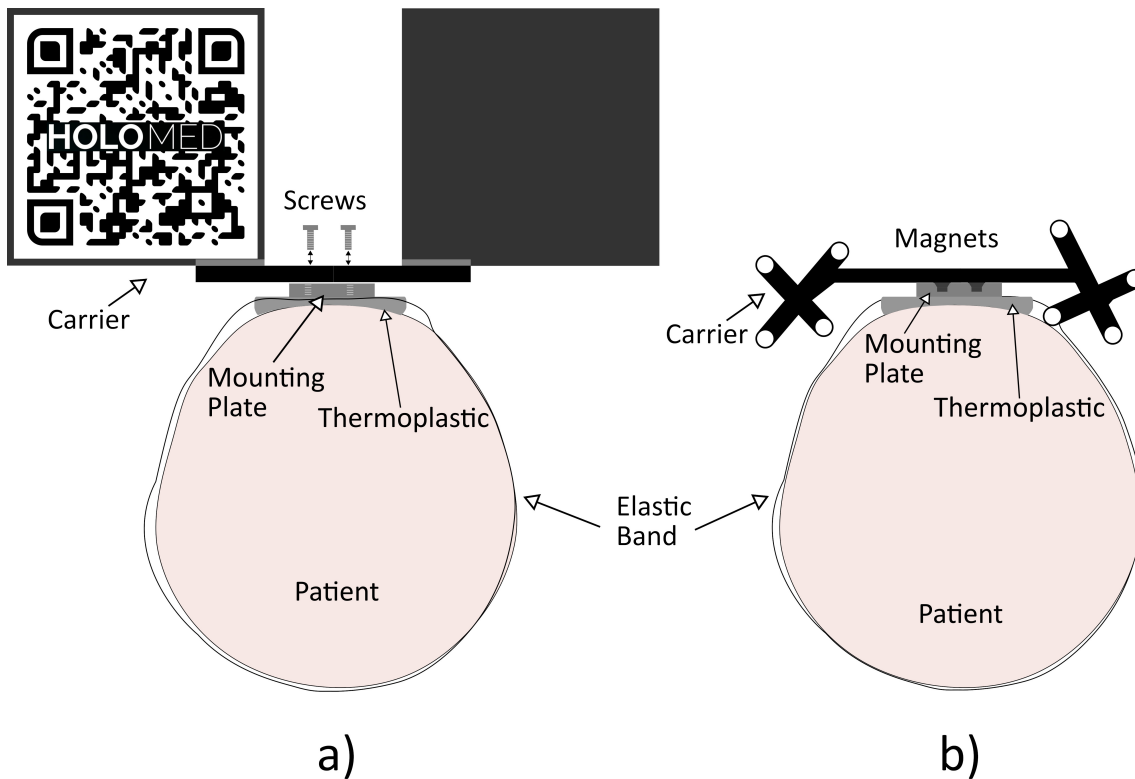 HOLOMED
Screws
Carrier
Mounting
Plate
Thermoplastic
Elastic
Band
Patient
a)
Magnets
Carrier
Mounting
Plate
Thermoplastic
Patient
b)